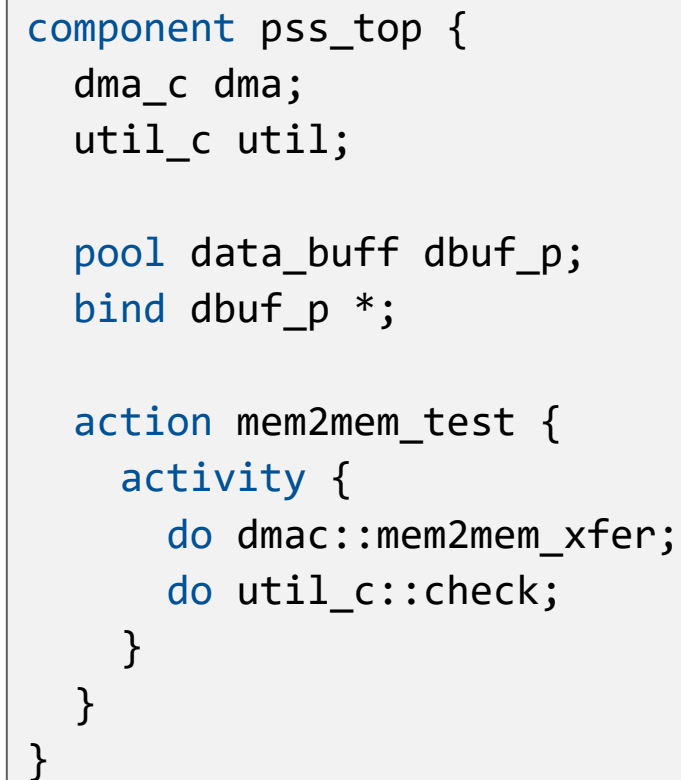 component pss_top {
  dma_c dma;
  util_c util;

  pool data_buff dbuf_p;
  bind dbuf_p *;

  action mem2mem_test {
    activity {
      do dmac::mem2mem_xfer;
      do util_c::check;
    }
  }
}